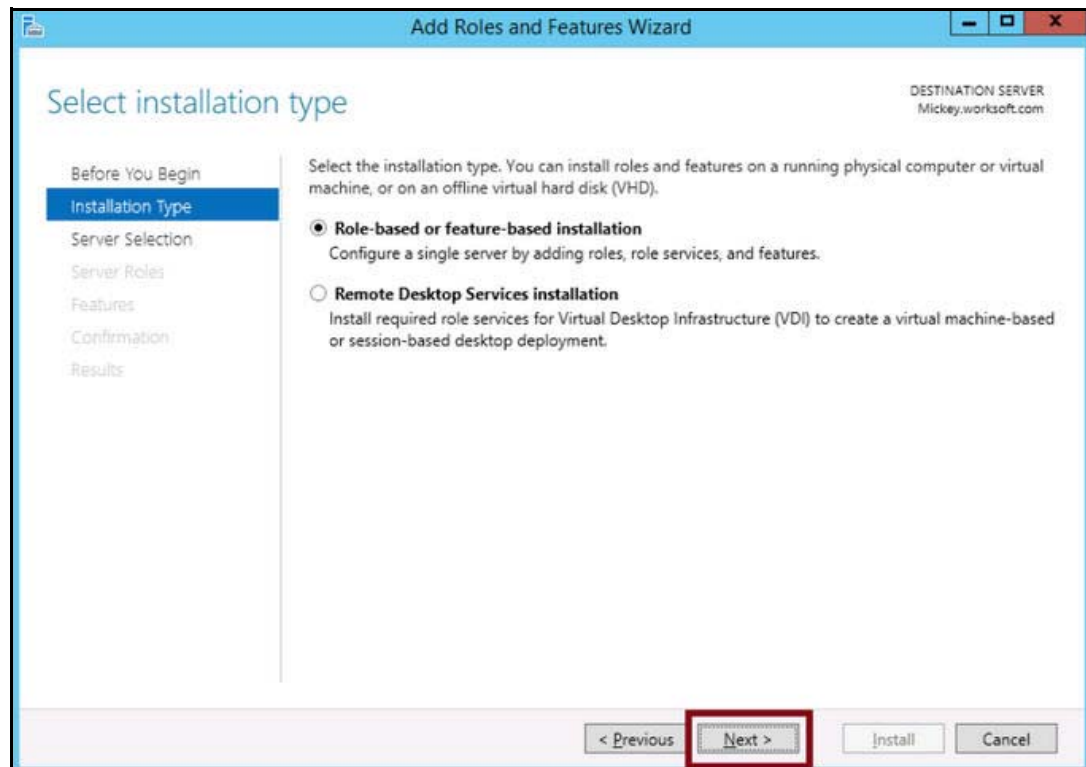 Add Roles and Features Wizard
Select installation type
DESTINATION SERVER
Mickey.worksoft.com
Before You Begin
Installation Type
Server Selection
Server Roles
Features
Confirmation
Results
Select the installation type. You can install roles and features on a running physical computer or virtual
machine, or on an offline virtual hard disk (VHD).
Role-based or feature-based installation
Configure a single server by adding roles, role services, and features.
Remote Desktop Services installation
Install required role services for Virtual Desktop Infrastructure (VDI) to create a virtual machine-based
or session-based desktop deployment.
< Previous
Next >
Install
Cancel